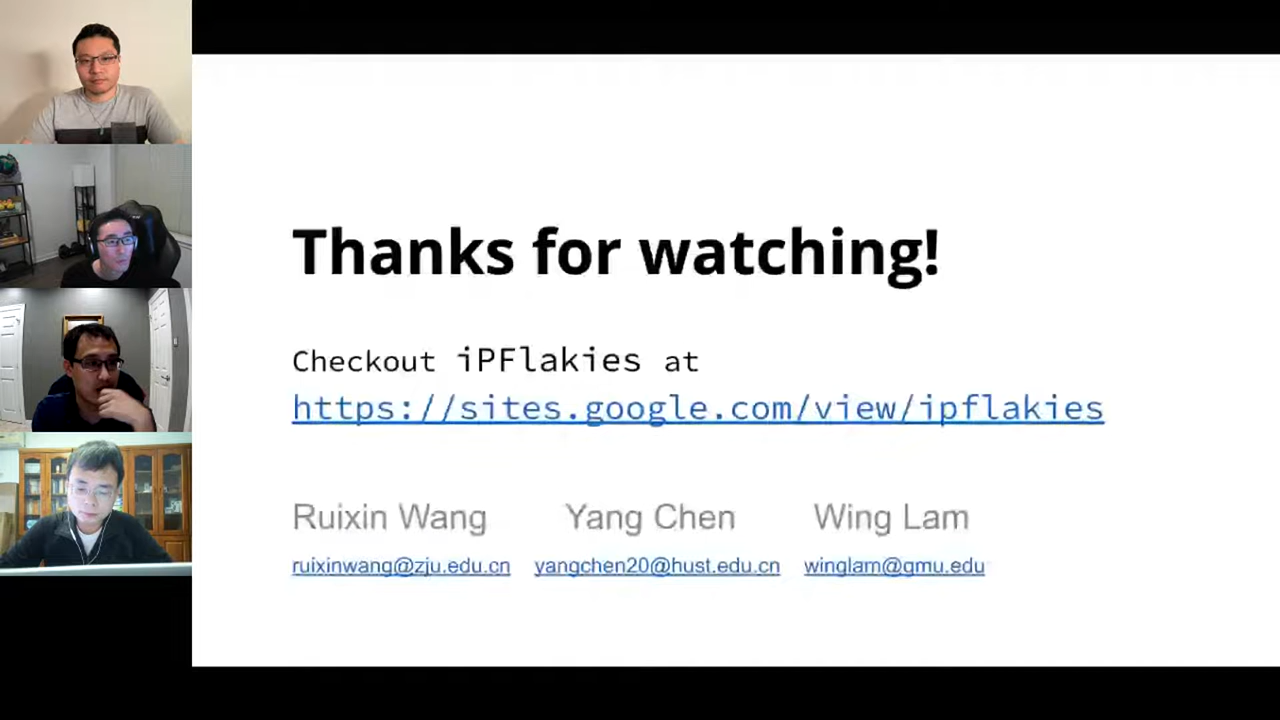 Thanks for watching!
Checkout iPFlakies at
https://sites.google.com/view/ipflakies
Ruixin Wang Yang Chen Wing Lam
ruixinwang@zju.edu.cn yangchen20@hust.edu.cn winglam@gmu.edu